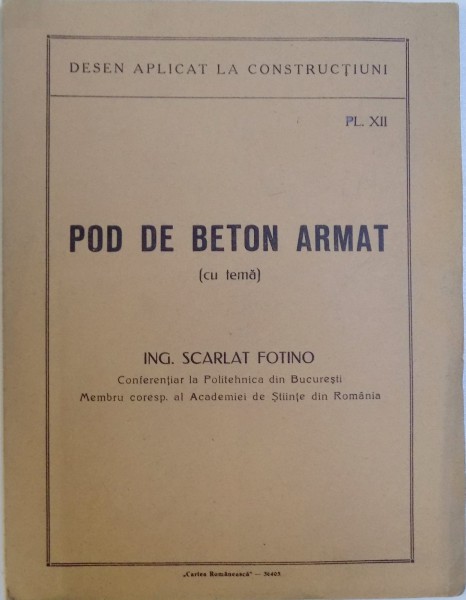 DESEN APLICAT LA CONSTRUCȚIUNI
PL. XII
POD DE BETON ARMAT
(cu temă)
ING. SCARLAT FOTINO
Conferențiar la Politehnica din București
Membru coresp. al Academiei de Științe din România
„Cartea Românească" — 36405